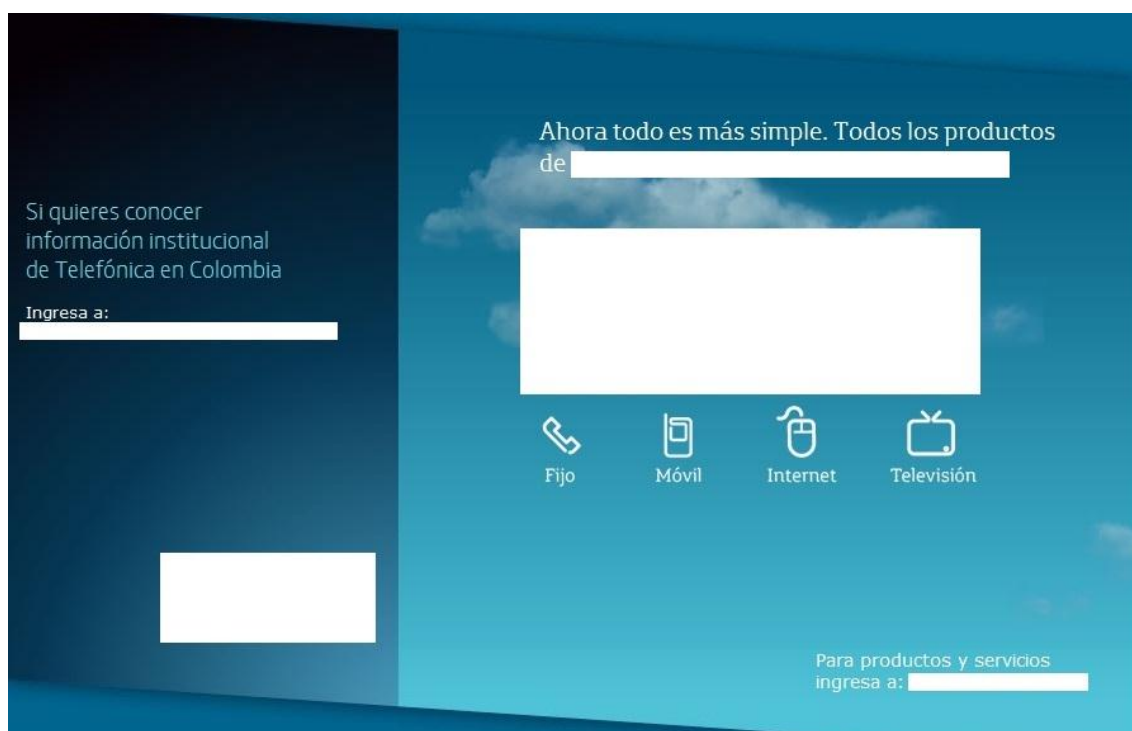 Si quieres conocer
información institucional
de Telefónica en Colombia
Ingresa a:
Ahora todo es más simple. Todos los productos
de
Fijo
Móvil
Internet
Televisión
Para productos y servicios
ingresa a: